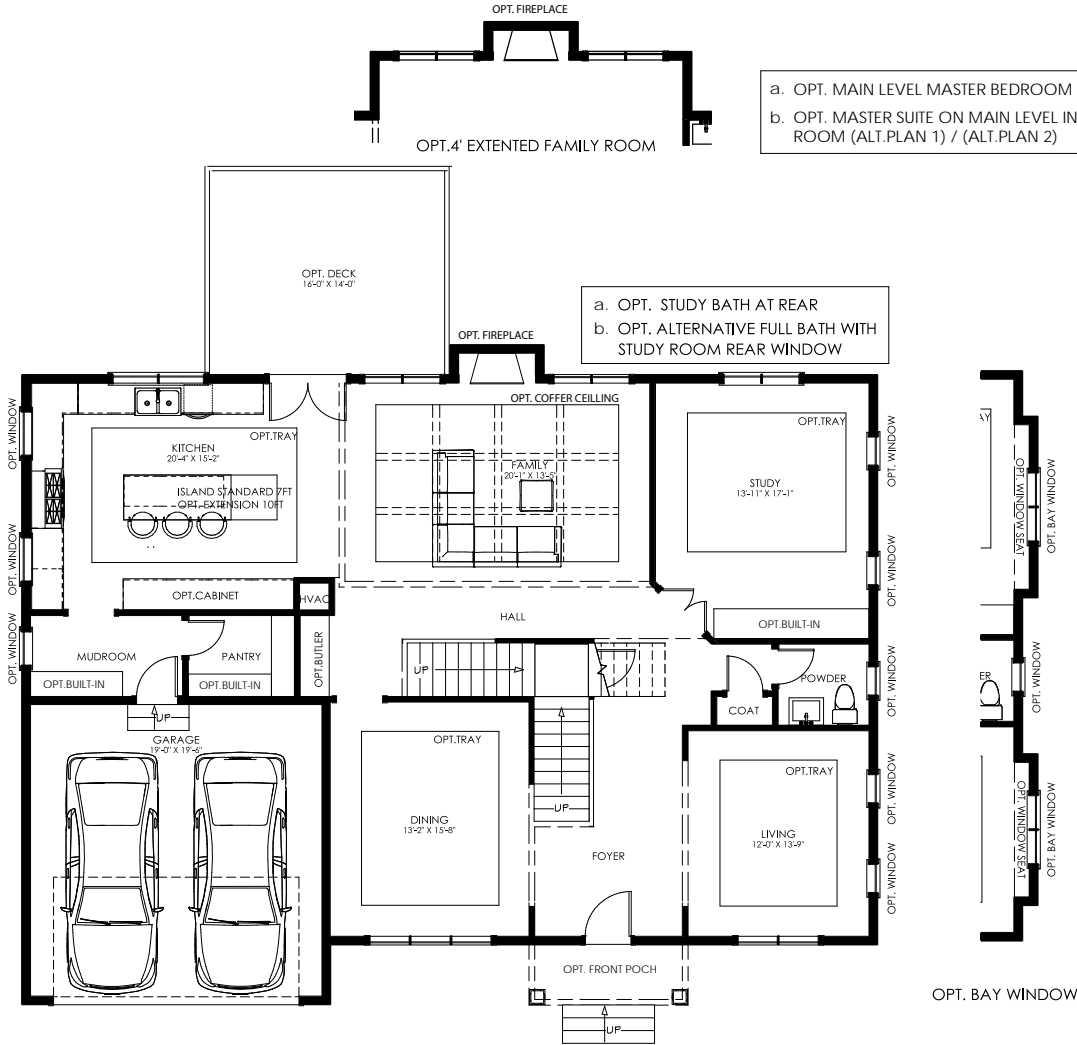 OPT. FIREPLACE
OPT.4' EXTENTED FAMILY ROOM
a. OPT. MAIN LEVEL MASTER BEDROOM
b. OPT. MASTER SUITE ON MAIN LEVEL IN
ROOM (ALT.PLAN 1) / (ALT.PLAN 2)
OPT. DECK
16'-0" X 14'-0"
a. OPT. STUDY BATH AT REAR
b. OPT. ALTERNATIVE FULL BATH WITH
STUDY ROOM REAR WINDOW
OPT. FIREPLACE
OPT. COFFER CEILLING
OPT.TRAY
KITCHEN
20'-4" X 15'-2"
ISLAND STANDARD 7FT
OPT. EXTENSION 10FT
OPT.CABINET
HVAC
FAMILY
20'-1" X 13'-5"
OPT.TRAY
STUDY
13'-11" X 17'-1"
OPT.BUILT-IN
HALL
MUDROOM
OPT.BUILT-IN
PANTRY
OPT.BUILT-IN
OPT.BUTLER
UP
COAT
POWDER
UP
GARAGE
19'-0" X 19'-6"
OPT.TRAY
DINING
13'-2" X 15'-8"
UP
FOYER
OPT.TRAY
LIVING
12'-0" X 13'-9"
OPT. FRONT POCH
UP
OPT. WINDOW
OPT. WINDOW
OPT. WINDOW
OPT. WINDOW
OPT. WINDOW
OPT. WINDOW
OPT. WINDOW
OPT. WINDOW
AY
OPT. WINDOW SEAT
OPT. BAY WINDOW
ER
OPT. WINDOW
OPT. WINDOW SEAT
OPT. BAY WINDOW
OPT. BAY WINDOW